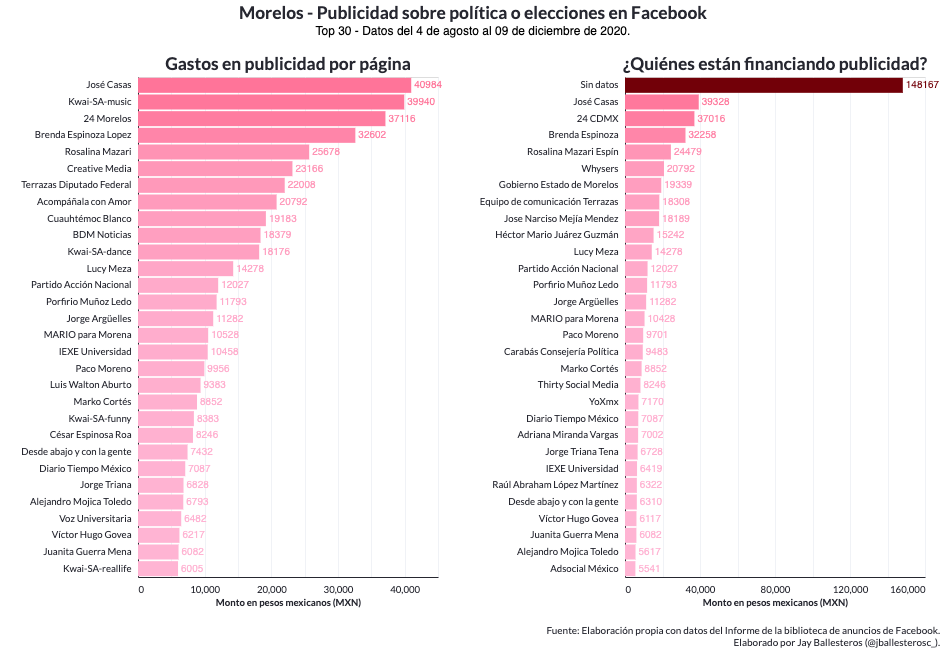 Morelos - Publicidad sobre política o elecciones en Facebook
Top 30 - Datos del 4 de agosto al 09 de diciembre de 2020.
Gastos en publicidad por página
José Casas 40984
Kwai-SA-music 39940
24 Morelos 37116
Brenda Espinoza Lopez 32602
Rosalina Mazari 25678
Creative Media 23166
Terrazas Diputado Federal 22008
Acompáñala con Amor 20792
Cuauhtémoc Blanco 19183
BDM Noticias 18379
Kwai-SA-dance 18176
Lucy Meza 14278
Partido Acción Nacional 12027
Porfirio Muñoz Ledo 11793
Jorge Argüelles 11282
MARIO para Morena 10528
IEXE Universidad 10458
Paco Moreno 9956
Luis Walton Aburto 9383
Marko Cortés 8852
Kwai-SA-funny 8383
César Espinosa Roa 8246
Desde abajo y con la gente 7432
Diario Tiempo México 7087
Jorge Triana 6828
Alejandro Mojica Toledo 6793
Voz Universitaria 6482
Víctor Hugo Govea 6217
Juanita Guerra Mena 6082
Kwai-SA-reallife 6005
0 10,000 20,000 30,000 40,000
Monto en pesos mexicanos (MXN)
¿Quiénes están financiando publicidad?
Sin datos 148167
José Casas 39328
24 CDMX 37016
Brenda Espinoza 32258
Rosalina Mazari Espín 24479
Whysers 20792
Gobierno Estado de Morelos 19339
Equipo de comunicación Terrazas 18308
Jose Narciso Mejía Mendez 18189
Héctor Mario Juárez Guzmán 15242
Lucy Meza 14278
Partido Acción Nacional 12027
Porfirio Muñoz Ledo 11793
Jorge Argüelles 11282
MARIO para Morena 10428
Paco Moreno 9701
Carabás Consejería Política 9483
Marko Cortés 8852
Thirty Social Media 8246
YoXmx 7170
Diario Tiempo México 7087
Adriana Miranda Vargas 7002
Jorge Triana Tena 6728
IEXE Universidad 6419
Raúl Abraham López Martínez 6322
Desde abajo y con la gente 6310
Víctor Hugo Govea 6117
Juanita Guerra Mena 6082
Alejandro Mojica Toledo 5617
Adsocial México 5541
0 40,000 80,000 120,000 160,000
Monto en pesos mexicanos (MXN)
Fuente: Elaboración propia con datos del Informe de la biblioteca de anuncios de Facebook.
Elaborado por Jay Ballesteros (@jballesterosc_).